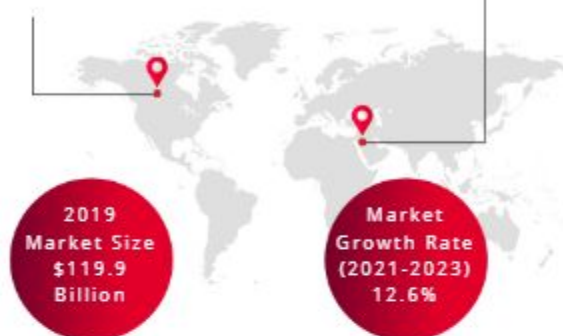 2019
Market Size
$119.9
Billion
Market
Growth Rate
(2021-2023)
12.6%